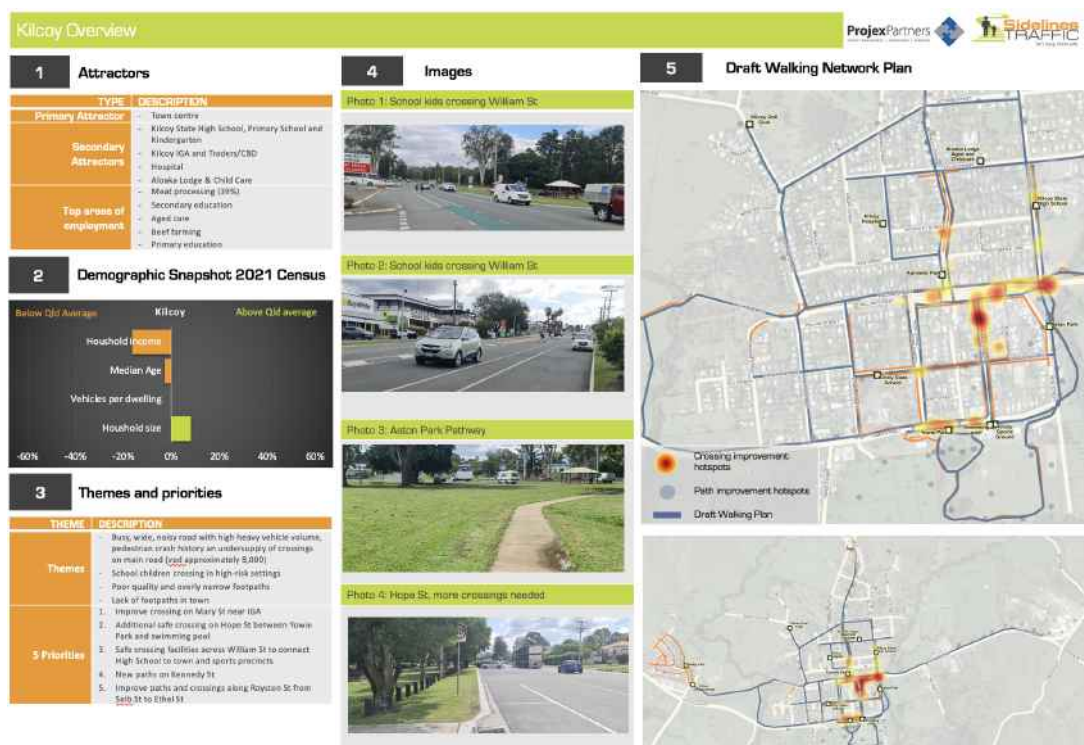 Kilcoy Overview
ProjexPartners
Sidelines
TRAFFIC
1 Attractors
TYPE DESCRIPTION
Primary Attractor - Town centre
Secondary Attractors
- Kilcoy State High School, Primary School and
Kindergarten
- Kilcoy IGA and Traders/CBD
- Hospital
- Aloaka Lodge & Child Care
Top areas of employment
- Meat processing (39%)
- Secondary education
- Aged care
- Beef farming
- Primary education
2 Demographic Snapshot 2021 Census
Below Qld Average Kilcoy Above Qld average
Houshold Income
Median Age
Vehicles per dwelling
Houshold size
-60% -40% -20% 0% 20% 40% 60%
3 Themes and priorities
THEME DESCRIPTION
Themes
- Busy, wide, noisy road with high heavy vehicle volume,
pedestrian crash history an undersupply of crossings
on main road (vpd approximately 8,000)
- School children crossing in high-risk settings
- Poor quality and overly narrow footpaths
- Lack of footpaths in town
5 Priorities
1. Improve crossing on Mary St near IGA
2. Additional safe crossing on Hope St between Yowie
Park and swimming pool
3. Safe crossing facilities across William St to connect
High School to town and sports precincts
4. New paths on Kennedy St
5. Improve paths and crossings along Royston St from
Seib St to Ethel St
4 Images
Photo 1: School kids crossing William St
Photo 2: School kids crossing William St
Photo 3: Aston Park Pathway
Photo 4: Hope St, more crossings needed
5 Draft Walking Network Plan
Kilcoy Golf
Club
Kilcoy
Hospital
Kilcoy State
High School
Crossing improvement
hotspots
Path improvement hotspots
Draft Walking Plan